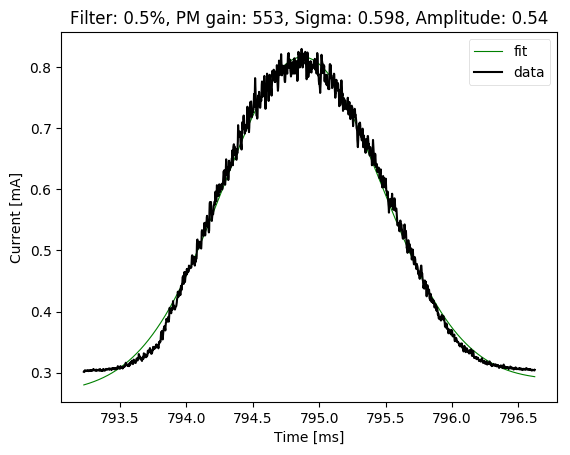 Filter: 0.5%, PM gain: 553, Sigma: 0.598, Amplitude: 0.54
fit
data
0.8
0.7
0.6
0.5
0.4
0.3
Current [mA]
793.5 794.0 794.5 795.0 795.5 796.0 796.5
Time [ms]